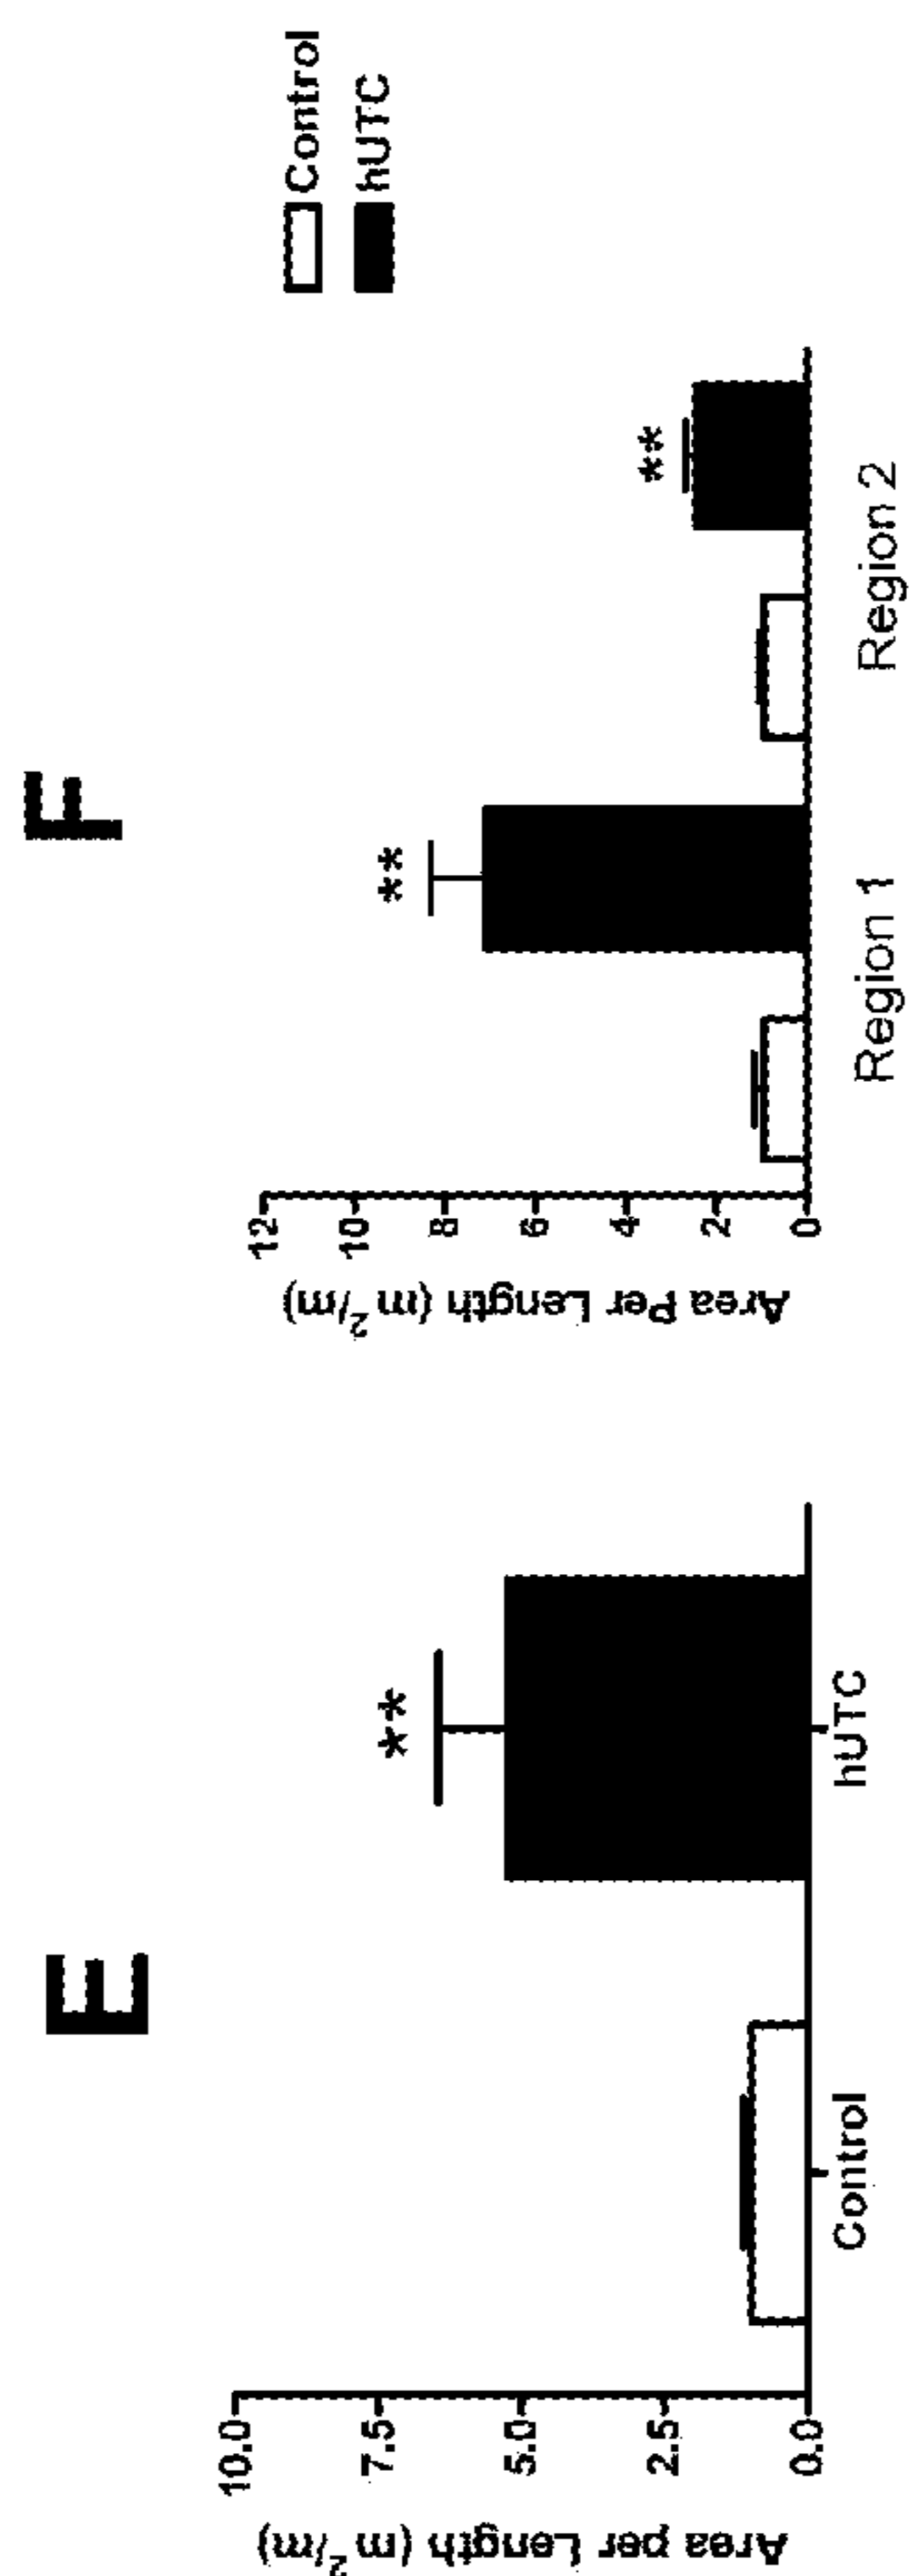 E
Area per Length (m²/m)
10.0
7.5
5.0
2.5
0.0
**
Control
hUTC
F
Area Per Length (m²/m)
12
10
8
6
4
2
0
**
**
Region 1
Region 2
Control
hUTC